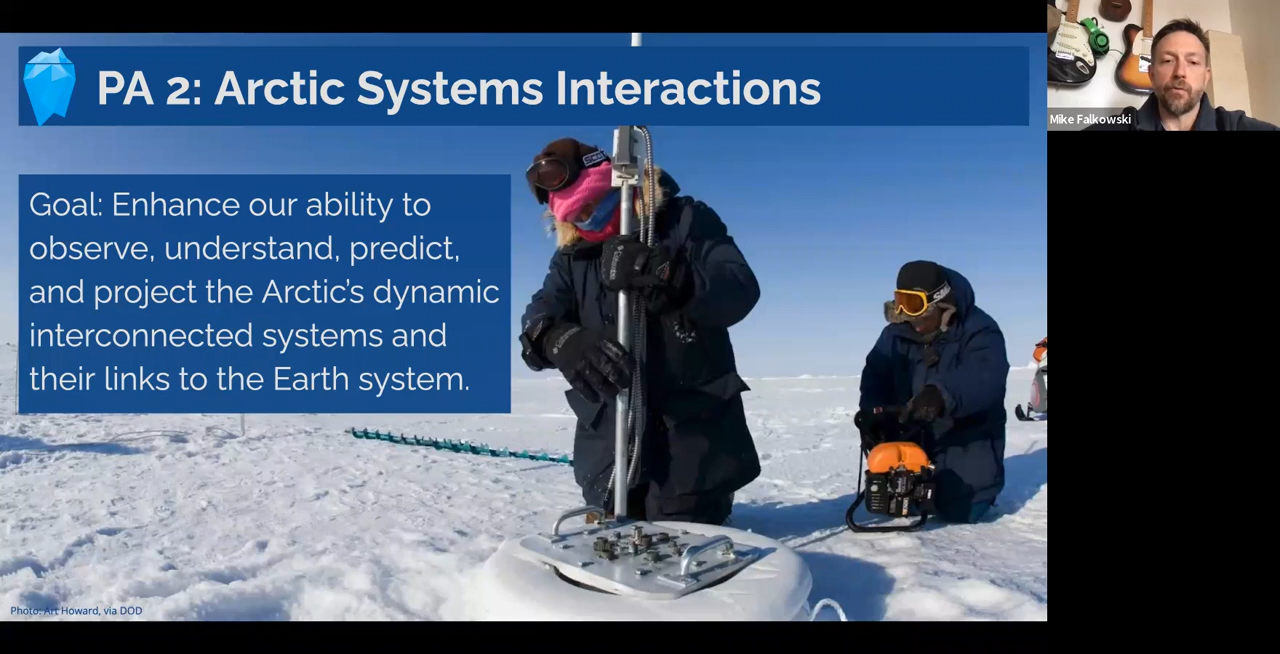 PA 2: Arctic Systems Interactions
Goal: Enhance our ability to
observe, understand, predict,
and project the Arctic's dynamic
interconnected systems and
their links to the Earth system.
Photo: Art Howard, via DOD
Mike Falkowski